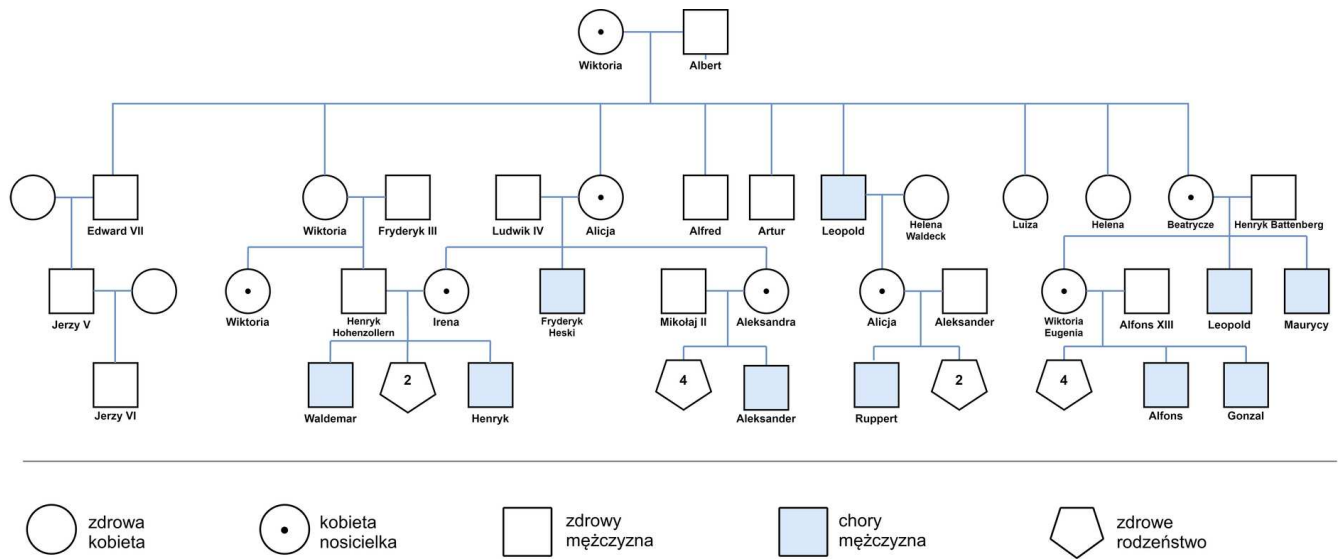 Wiktoria
Albert
Edward VII
Wiktoria
Fryderyk III
Ludwik IV
Alicja
Alfred
Artur
Leopold
Helena
Waldeck
Luiza
Helena
Beatrycze
Henryk Battenberg
Jerzy V
Wiktoria
Henryk
Hohenzollern
Irena
Fryderyk
Heski
Mikołaj II
Aleksandra
Alicja
Aleksander
Wiktoria
Eugenia
Alfons XIII
Leopold
Maurycy
Jerzy VI
Waldemar
2
Henryk
4
Aleksander
Ruppert
2
4
Alfons
Gonzal
zdrowa
kobieta
kobieta
nosicielka
zdrowy
mężczyzna
chory
mężczyzna
zdrowe
rodzeństwo